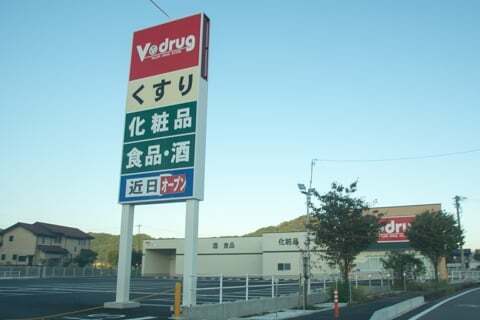 V・drug
くすり
化粧品
食品・酒
近日オープン
酒 食品
化粧品
drug